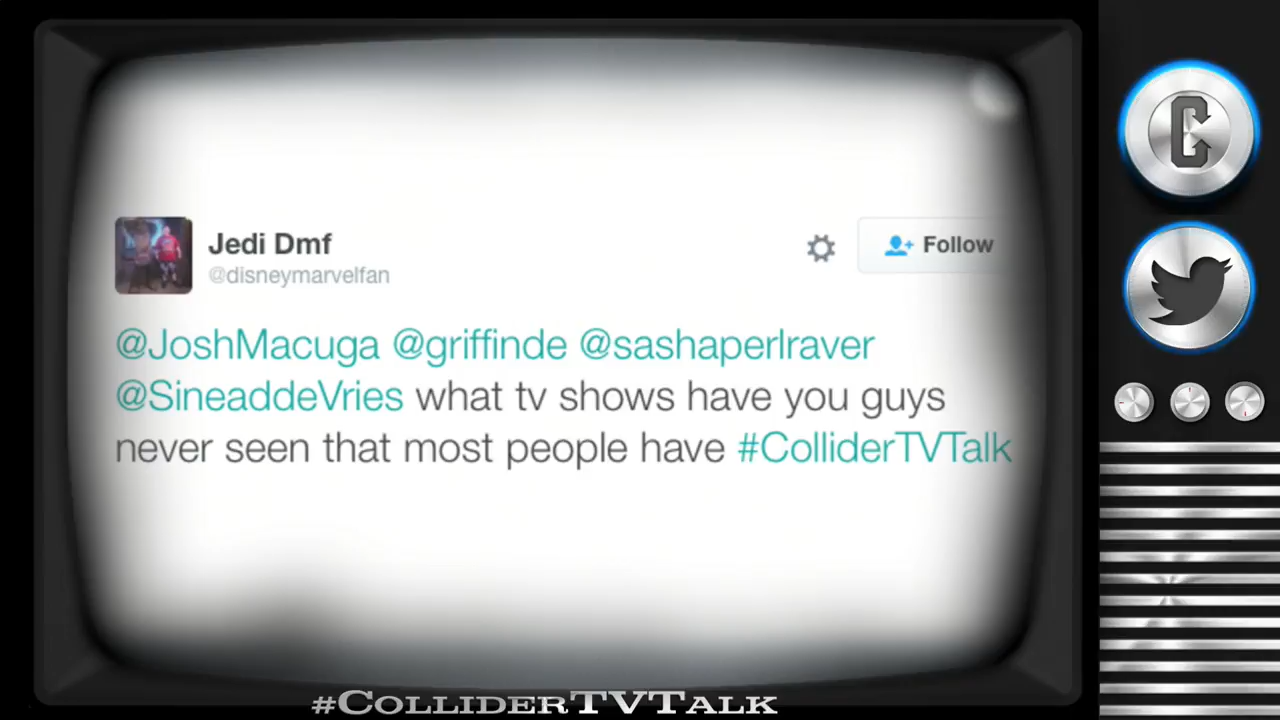 Jedi Dmf
@disneymarvelfan
Follow
@JoshMacuga @griffinde @sashaperlraver
@SineaddeVries what tv shows have you guys
never seen that most people have #ColliderTVTalk
#ColliderTVTalk